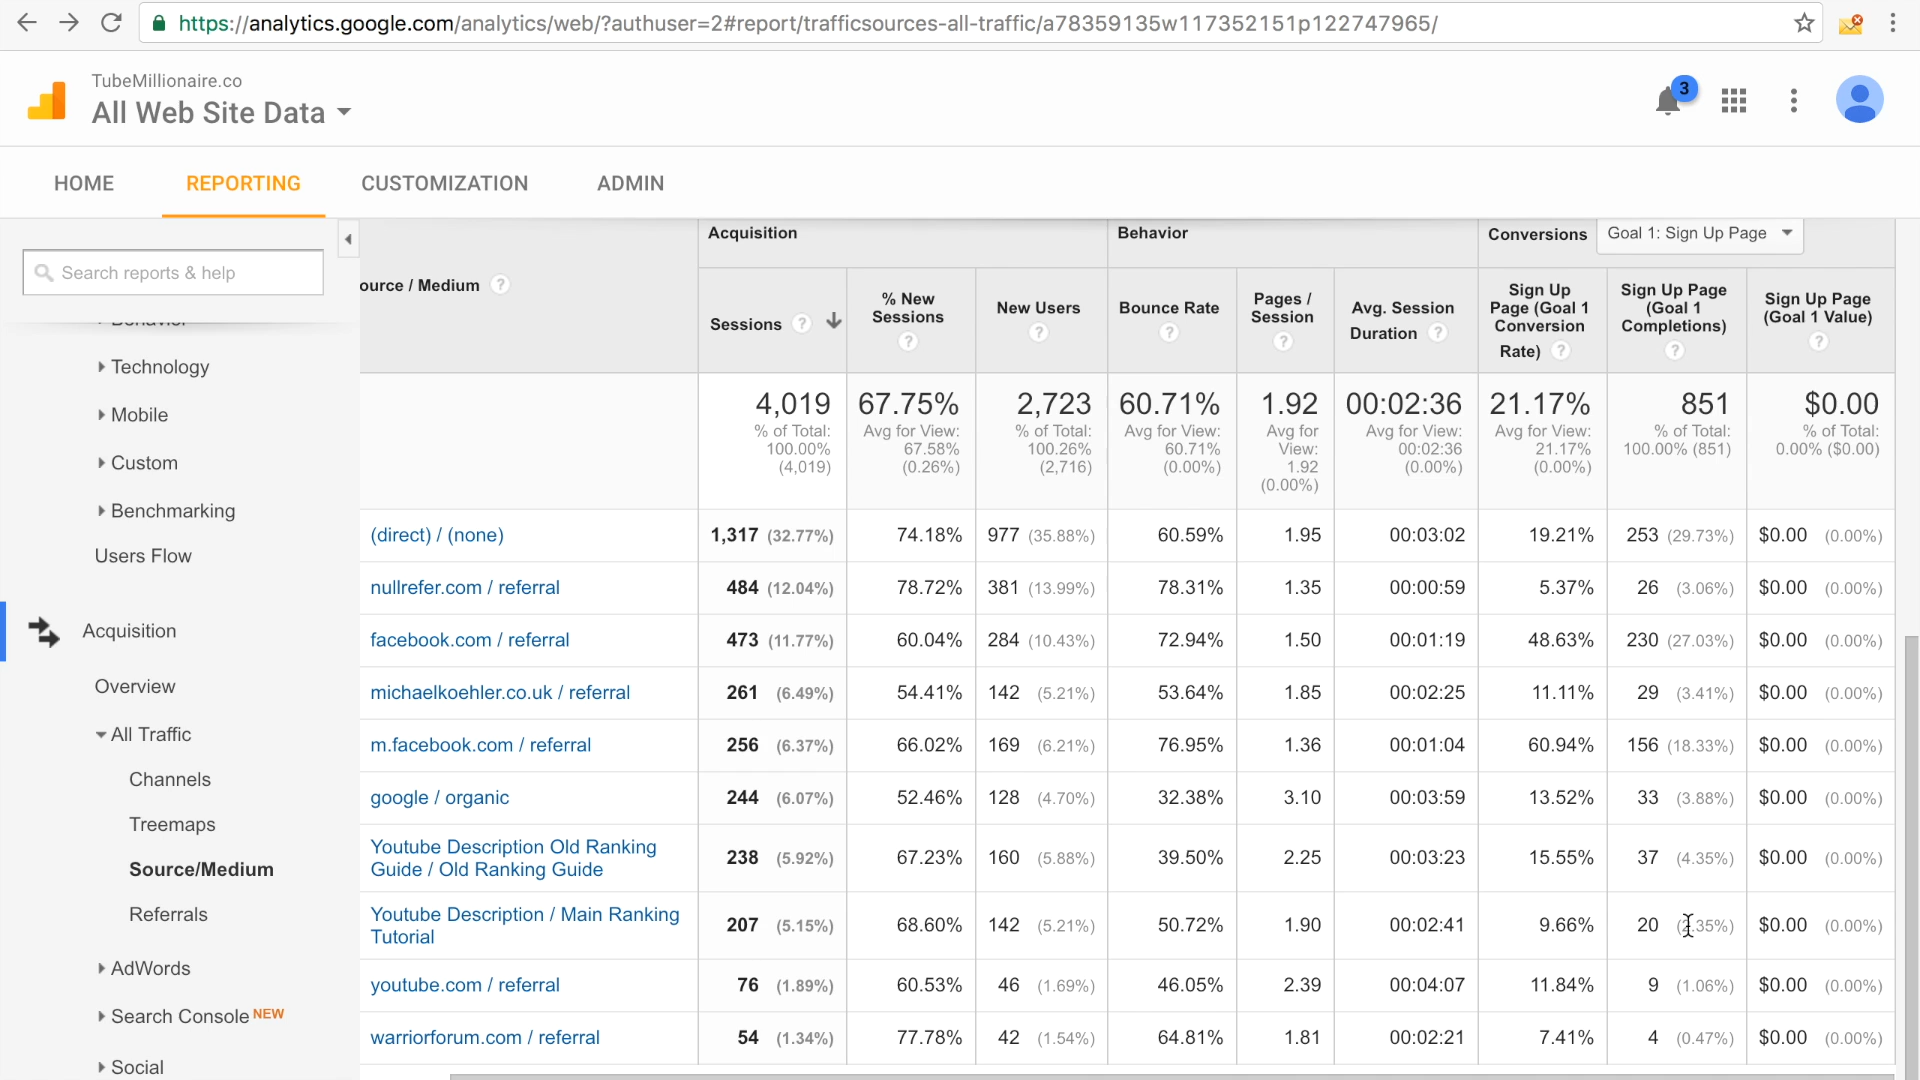 https://analytics.google.com/analytics/web/?authuser=2#report/trafficsources-all-traffic/a78359135w117352151p122747965/
TubeMillionaire.co
All Web Site Data
3
HOME REPORTING CUSTOMIZATION ADMIN
Search reports & help
Technology
Mobile
Custom
Benchmarking
Users Flow
Acquisition
Overview
All Traffic
Channels
Treemaps
Source/Medium
Referrals
AdWords
Search Console NEW
Social
Acquisition Behavior Conversions Goal 1: Sign Up Page
ource / Medium ?
Sessions ?
% New
Sessions
?
New Users
?
Bounce Rate
?
Pages /
Session
?
Avg. Session
Duration ?
Sign Up
Page (Goal 1
Conversion
Rate) ?
Sign Up Page
(Goal 1
Completions)
?
Sign Up Page
(Goal 1 Value)
?
4,019
% of Total:
100.00%
(4,019)
67.75%
Avg for View:
67.58%
(0.26%)
2,723
% of Total:
100.26%
(2,716)
60.71%
Avg for View:
60.71%
(0.00%)
1.92
Avg for
View:
1.92
(0.00%)
00:02:36
Avg for View:
00:02:36
(0.00%)
21.17%
Avg for View:
21.17%
(0.00%)
851
% of Total:
100.00% (851)
$0.00
% of Total:
0.00% ($0.00)
(direct) / (none) 1,317 (32.77%) 74.18% 977 (35.88%) 60.59% 1.95 00:03:02 19.21% 253 (29.73%) $0.00 (0.00%)
nullrefer.com / referral 484 (12.04%) 78.72% 381 (13.99%) 78.31% 1.35 00:00:59 5.37% 26 (3.06%) $0.00 (0.00%)
facebook.com / referral 473 (11.77%) 60.04% 284 (10.43%) 72.94% 1.50 00:01:19 48.63% 230 (27.03%) $0.00 (0.00%)
michaelkoehler.co.uk / referral 261 (6.49%) 54.41% 142 (5.21%) 53.64% 1.85 00:02:25 11.11% 29 (3.41%) $0.00 (0.00%)
m.facebook.com / referral 256 (6.37%) 66.02% 169 (6.21%) 76.95% 1.36 00:01:04 60.94% 156 (18.33%) $0.00 (0.00%)
google / organic 244 (6.07%) 52.46% 128 (4.70%) 32.38% 3.10 00:03:59 13.52% 33 (3.88%) $0.00 (0.00%)
Youtube Description Old Ranking
Guide / Old Ranking Guide 238 (5.92%) 67.23% 160 (5.88%) 39.50% 2.25 00:03:23 15.55% 37 (4.35%) $0.00 (0.00%)
Youtube Description / Main Ranking
Tutorial 207 (5.15%) 68.60% 142 (5.21%) 50.72% 1.90 00:02:41 9.66% 20 $0.00 (0.00%)
youtube.com / referral 76 (1.89%) 60.53% 46 (1.69%) 46.05% 2.39 00:04:07 11.84% 9 (1.06%) $0.00 (0.00%)
warriorforum.com / referral 54 (1.34%) 77.78% 42 (1.54%) 64.81% 1.81 00:02:21 7.41% 4 (0.47%) $0.00 (0.00%)